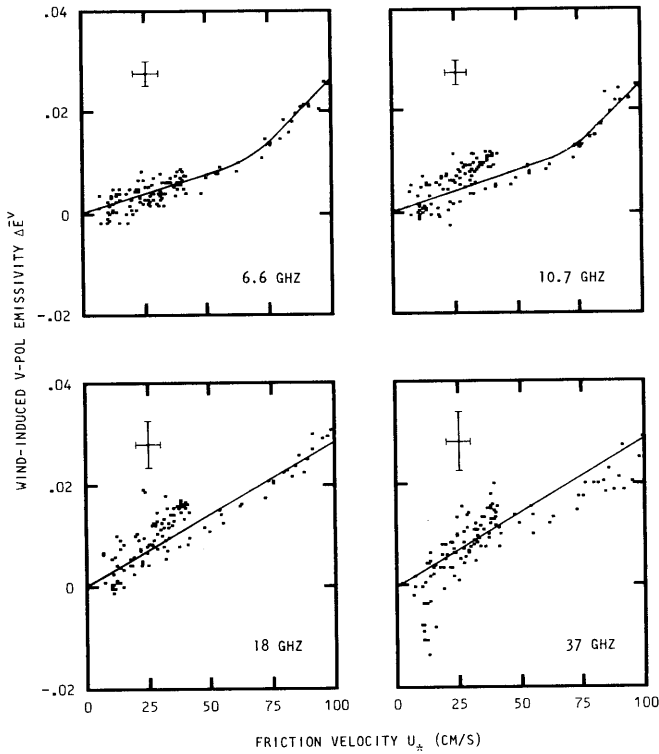 .04
.02
0
-.02
6.6 GHZ
10.7 GHZ
WIND-INDUCED V-POL EMISSIVITY ΔĒᵛ
.04
.02
0
-.02
18 GHZ
37 GHZ
0 25 50 75 100
0 25 50 75 100
FRICTION VELOCITY U* (CM/S)